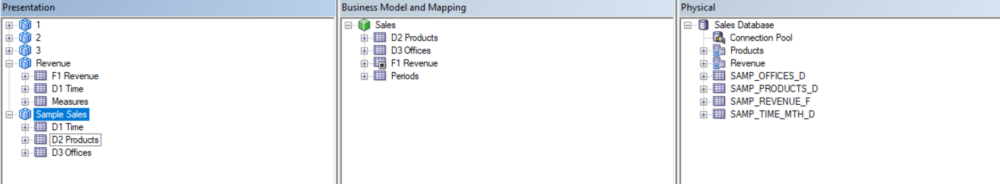 Presentation
1
2
3
Revenue
F1 Revenue
D1 Time
Measures
Sample Sales
D1 Time
D2 Products
D3 Offices
Business Model and Mapping
Sales
D2 Products
D3 Offices
F1 Revenue
Periods
Physical
Sales Database
Connection Pool
Products
Revenue
SAMP_OFFICES_D
SAMP_PRODUCTS_D
SAMP_REVENUE_F
SAMP_TIME_MTH_D